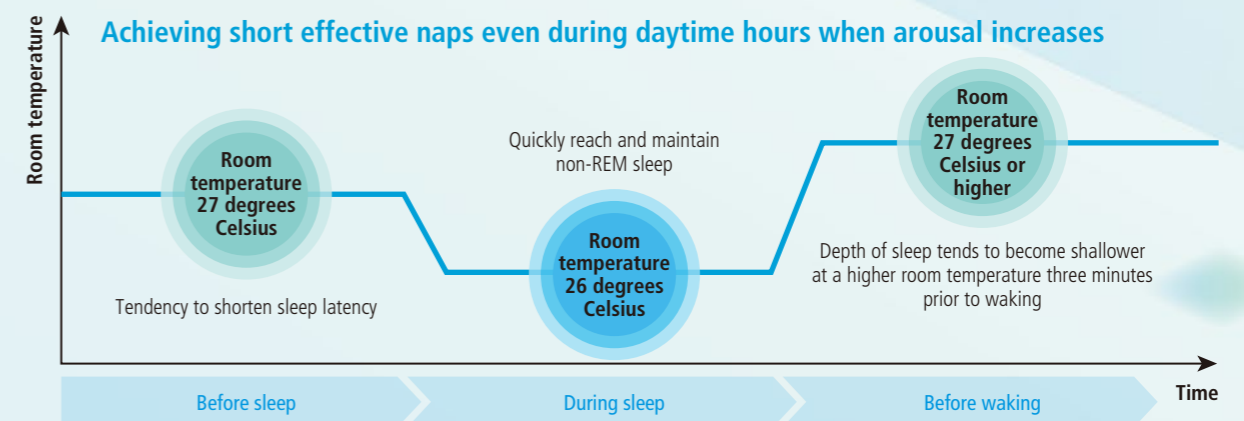 Achieving short effective naps even during daytime hours when arousal increases
Room temperature
Room
temperature
27 degrees
Celsius
Tendency to shorten sleep latency
Quickly reach and maintain
non-REM sleep
Room
temperature
26 degrees
Celsius
Room
temperature
27 degrees
Celsius or
higher
Depth of sleep tends to become shallower
at a higher room temperature three minutes
prior to waking
Time
Before sleep
During sleep
Before waking